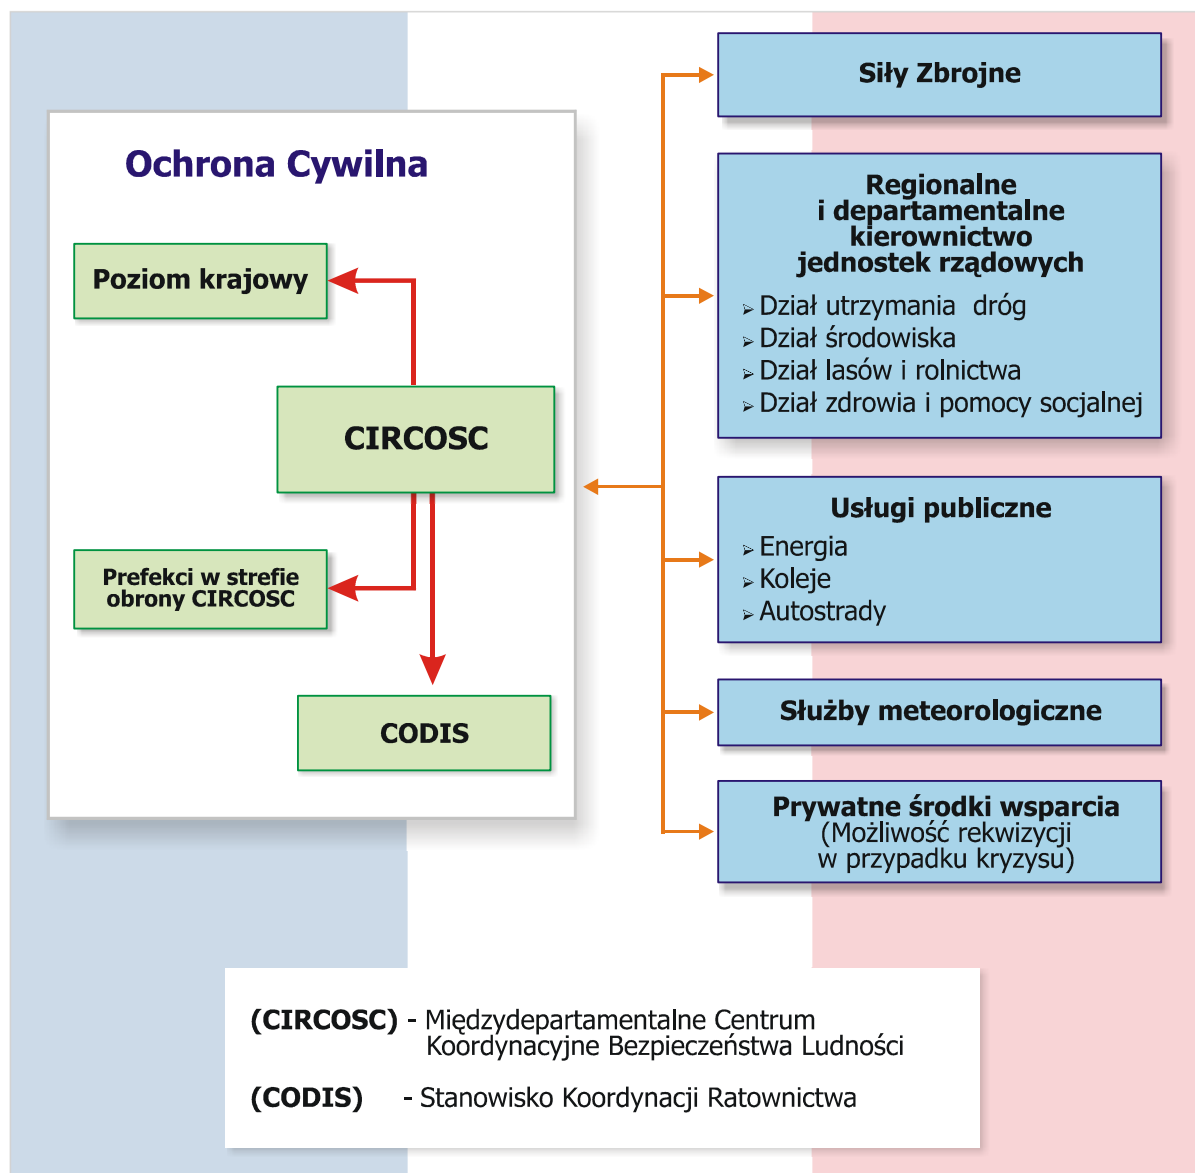 Ochrona Cywilna
Poziom krajowy
CIRCOSC
Prefekci w strefie
obrony CIRCOSC
CODIS
Siły Zbrojne
Regionalne
i departamentalne
kierownictwo
jednostek rządowych
➢ Dział utrzymania dróg
➢ Dział środowiska
➢ Dział lasów i rolnictwa
➢ Dział zdrowia i pomocy socjalnej
Usługi publiczne
➢ Energia
➢ Koleje
➢ Autostrady
Służby meteorologiczne
Prywatne środki wsparcia
(Możliwość rekwizycji
w przypadku kryzysu)
(CIRCOSC) - Międzydepartamentalne Centrum
Koordynacyjne Bezpieczeństwa Ludności
(CODIS) - Stanowisko Koordynacji Ratownictwa